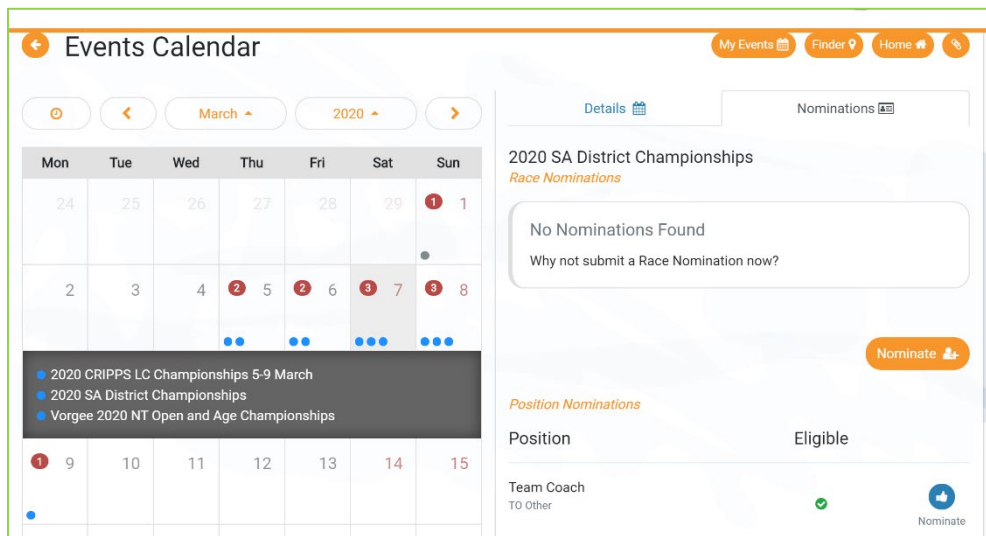 Events Calendar
My Events
Finder
Home
March
2020
Mon Tue Wed Thu Fri Sat Sun
24 25 26 27 28 29 1 1
2 3 4 2 5 2 6 3 7 3 8
2020 CRIPPS LC Championships 5-9 March
2020 SA District Championships
Vorgee 2020 NT Open and Age Championships
1 9 10 11 12 13 14 15
Details
Nominations
2020 SA District Championships
Race Nominations
No Nominations Found
Why not submit a Race Nomination now?
Nominate
Position Nominations
Position Eligible
Team Coach
TO Other
Nominate